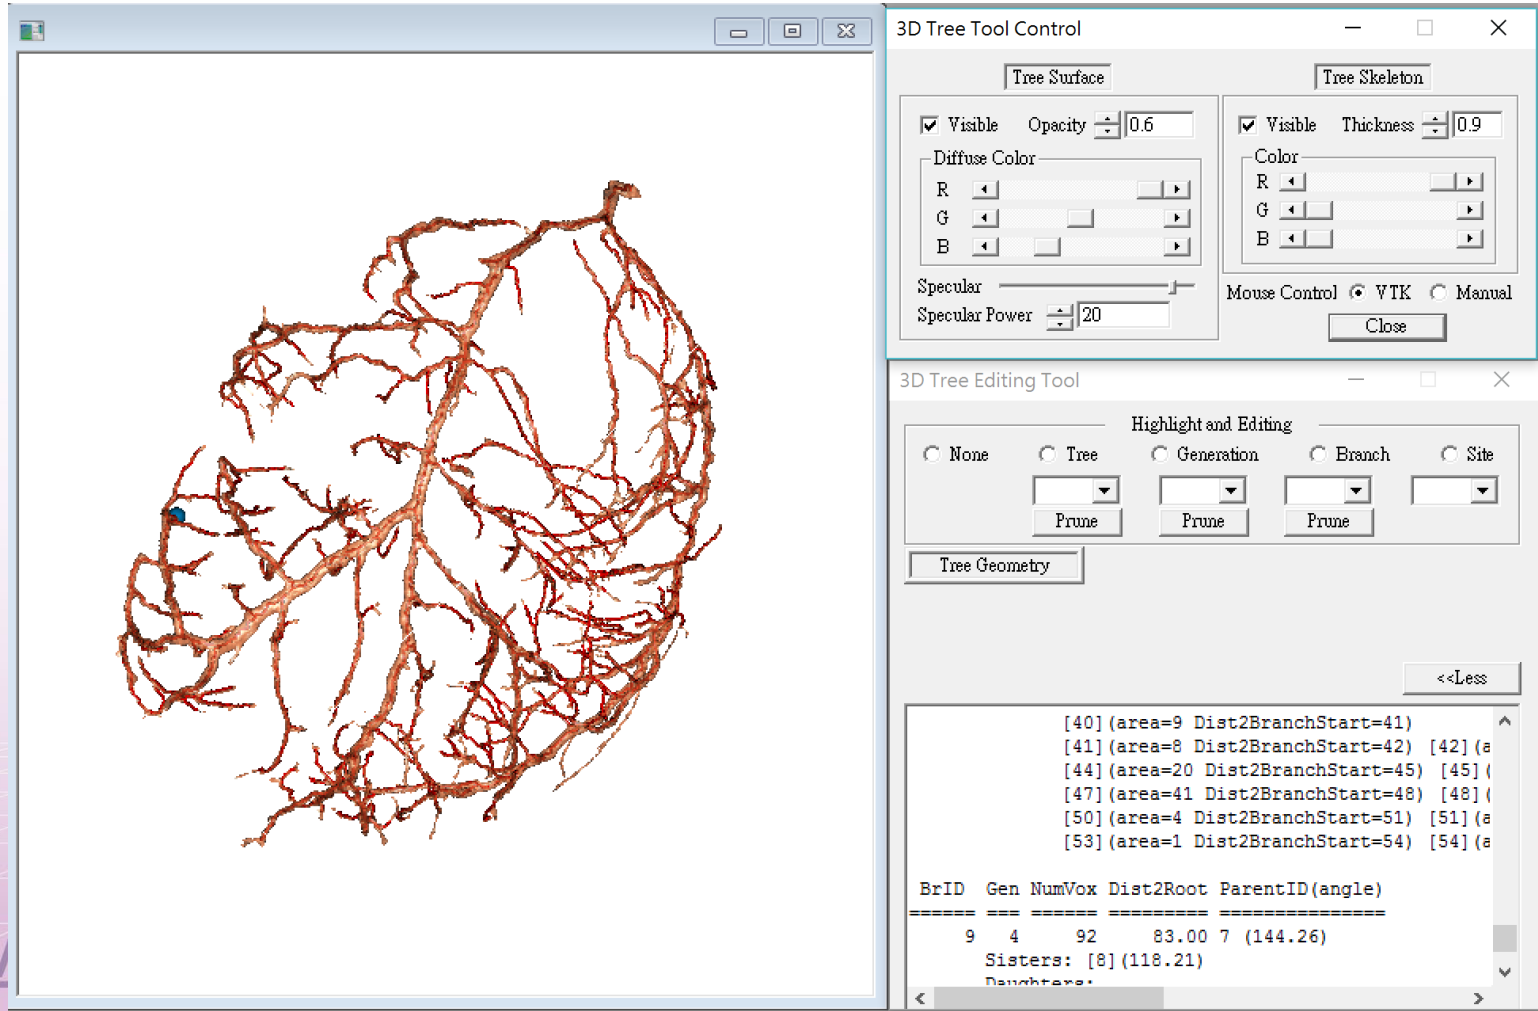 3D Tree Tool Control
Tree Surface
Visible Opacity 0.6
Diffuse Color
R
G
B
Specular
Specular Power 20
Tree Skeleton
Visible Thickness 0.9
Color
R
G
B
Mouse Control VTK Manual
Close
3D Tree Editing Tool
Highlight and Editing
None Tree Generation Branch Site
Prune Prune Prune
Tree Geometry
<<Less
[40](area=9 Dist2BranchStart=41)
[41](area=8 Dist2BranchStart=42) [42](a
[44](area=20 Dist2BranchStart=45) [45](
[47](area=41 Dist2BranchStart=48) [48](
[50](area=4 Dist2BranchStart=51) [51](a
[53](area=1 Dist2BranchStart=54) [54](a
BrID Gen NumVox Dist2Root ParentID(angle)
====== === ====== ========= ===============
9 4 92 83.00 7 (144.26)
Sisters: [8](118.21)
Daughters: